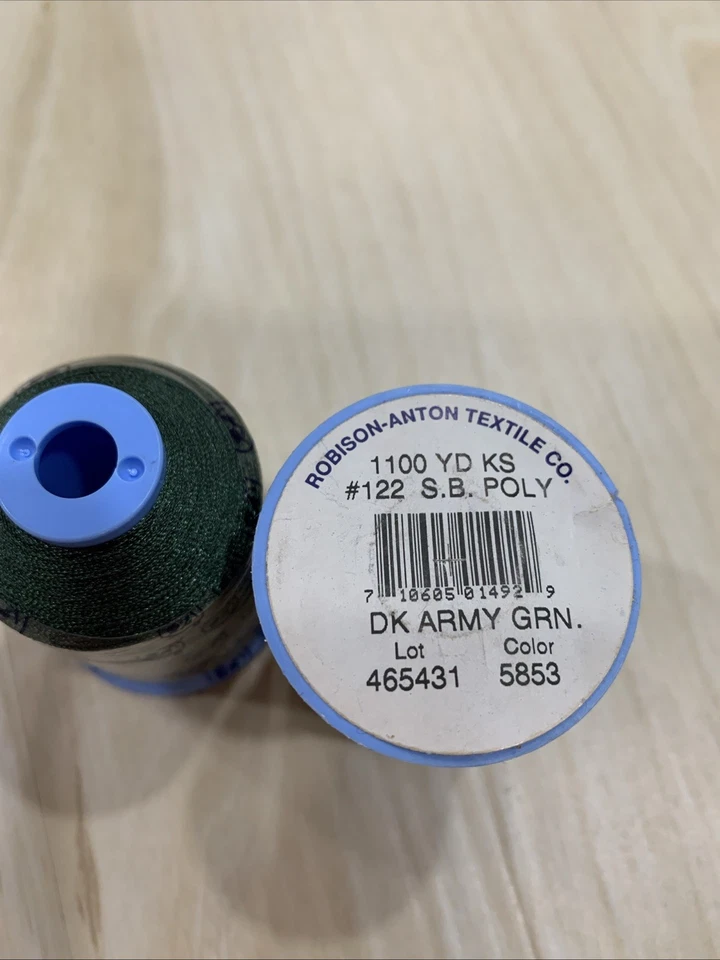 ROBISON-ANTON TEXTILE CO.
1100 YD KS
#122 S.B. POLY
7 10605 01492 9
DK ARMY GRN.
Lot Color
465431 5853